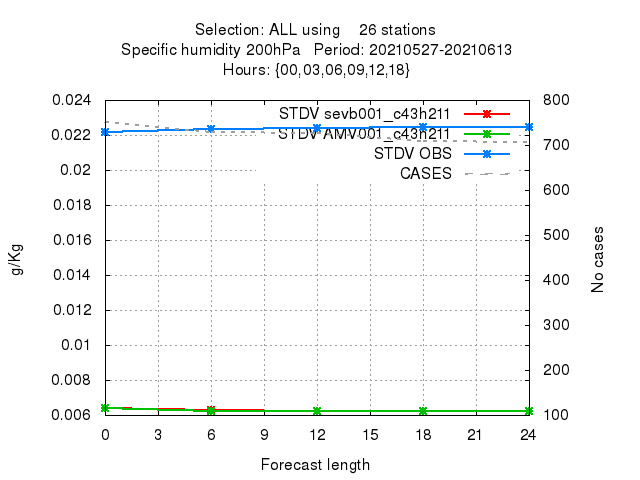 Selection: ALL using 26 stations
Specific humidity 200hPa Period: 20210527-20210613
Hours: {00,03,06,09,12,18}
0.024
0.022
0.02
0.018
0.016
0.014
0.012
0.01
0.008
0.006
g/Kg
STDV sevb001_c43h211
STDV AMV001_c43h211
STDV OBS
CASES
800
700
600
500
400
300
200
100
No cases
0 3 6 9 12 15 18 21 24
Forecast length